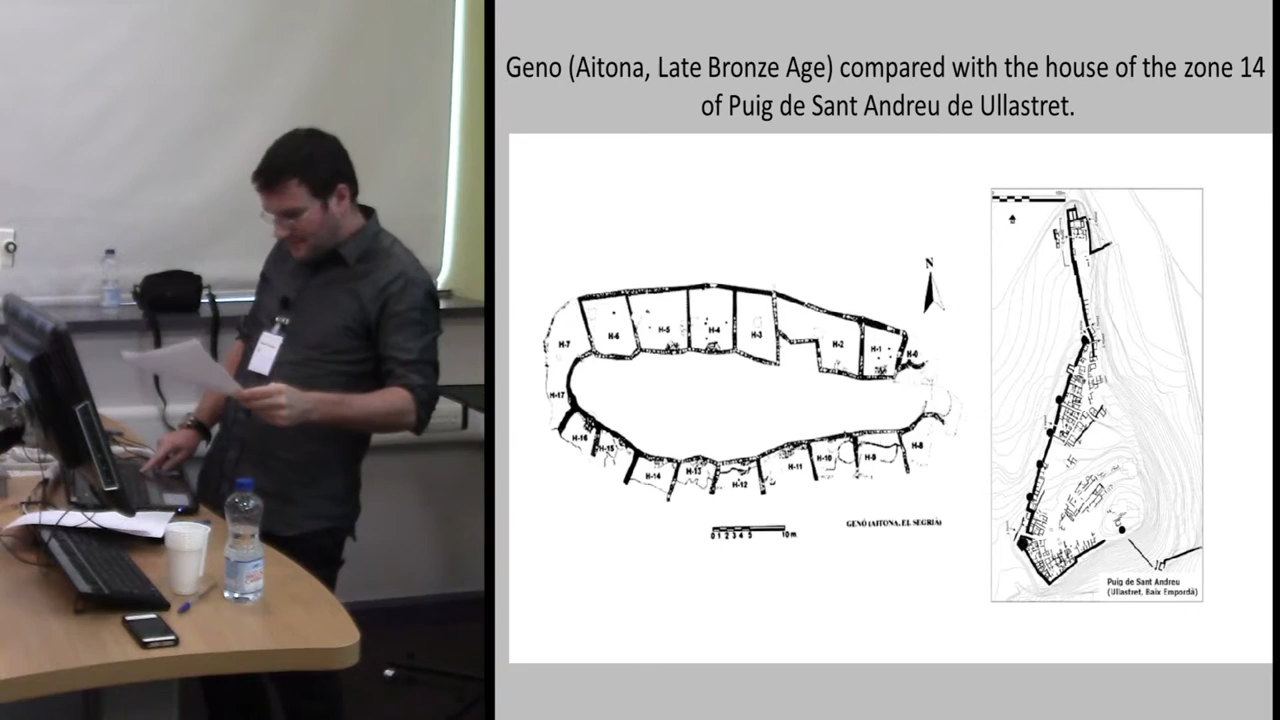 Geno (Aitona, Late Bronze Age) compared with the house of the zone 14
of Puig de Sant Andreu de Ullastret.
N
H-7
H-6
H-5
H-4
H-3
H-2
H-1
H-0
H-17
H-16
H-15
H-14
H-13
H-12
H-11
H-10
H-9
H-8
0 1 2 3 4 5 10 m
GENÓ (AITONA, EL SEGRIÀ)
Puig de Sant Andreu
(Ullastret, Baix Empordà)